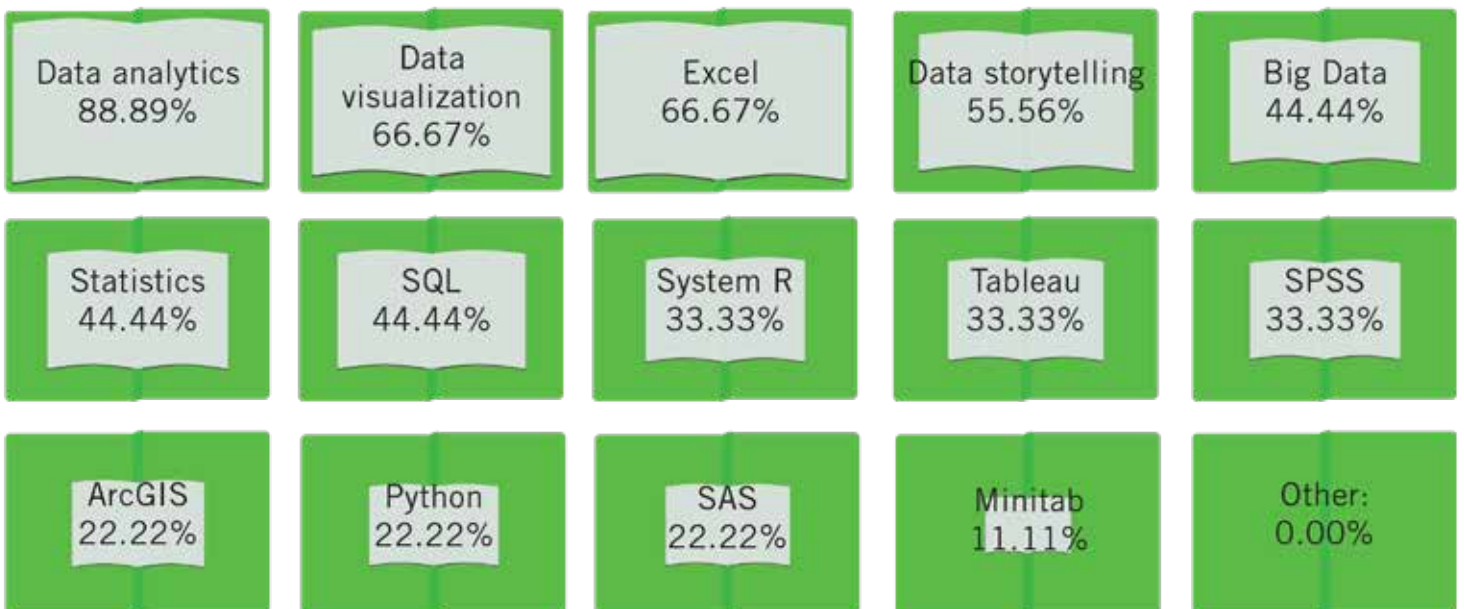 Data analytics
88.89%
Data
visualization
66.67%
Excel
66.67%
Data storytelling
55.56%
Big Data
44.44%
Statistics
44.44%
SQL
44.44%
System R
33.33%
Tableau
33.33%
SPSS
33.33%
ArcGIS
22.22%
Python
22.22%
SAS
22.22%
Minitab
11.11%
Other:
0.00%